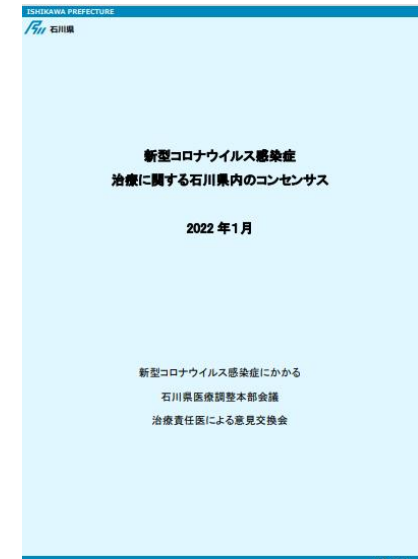 ISHIKAWA PREFECTURE
石川県
新型コロナウイルス感染症
治療に関する石川県内のコンセンサス
2022 年1月
新型コロナウイルス感染症にかかる
石川県医療調整本部会議
治療責任医による意見交換会